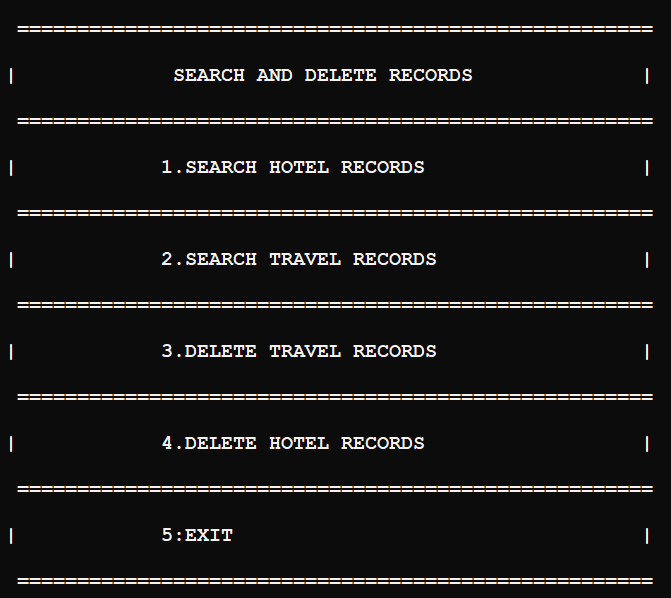 =====================================================
| SEARCH AND DELETE RECORDS |
=====================================================
| 1.SEARCH HOTEL RECORDS |
=====================================================
| 2.SEARCH TRAVEL RECORDS |
=====================================================
| 3.DELETE TRAVEL RECORDS |
=====================================================
| 4.DELETE HOTEL RECORDS |
=====================================================
| 5:EXIT |
=====================================================